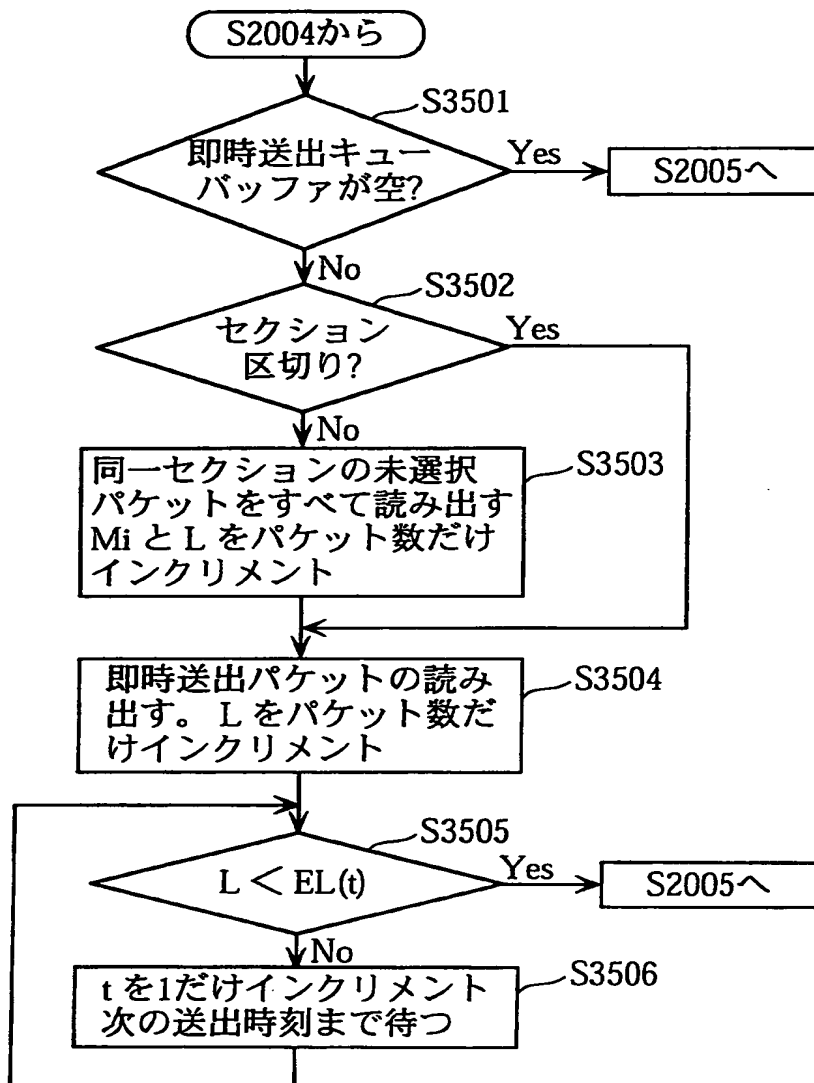 S2004から
S3501
即時送出キュー
バッファが空?
Yes
S2005へ
No
S3502
セクション
区切り?
Yes
No
同一セクションの未選択
パケットをすべて読み出す
Mi と L をパケット数だけ
インクリメント
S3503
即時送出パケットの読み
出す。L をパケット数だ
けインクリメント
S3504
S3505
L < EL(t)
Yes
S2005へ
No
t を1だけインクリメント
次の送出時刻まで待つ
S3506